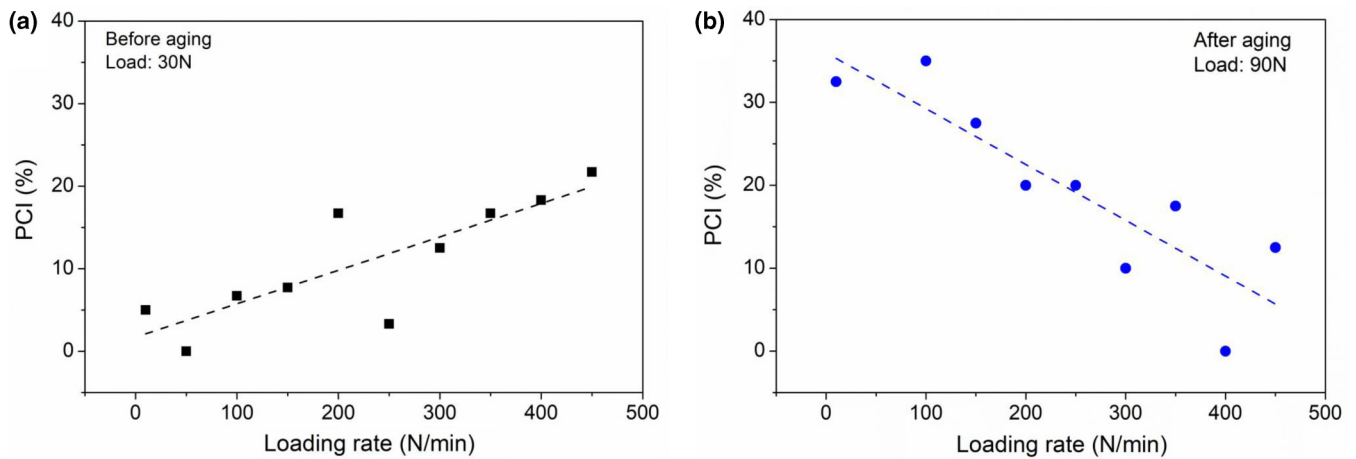 (a)
Before aging
Load: 30N
40
30
20
10
0
PCI (%)
0 100 200 300 400 500
Loading rate (N/min)
(b)
After aging
Load: 90N
40
30
20
10
0
PCI (%)
0 100 200 300 400 500
Loading rate (N/min)